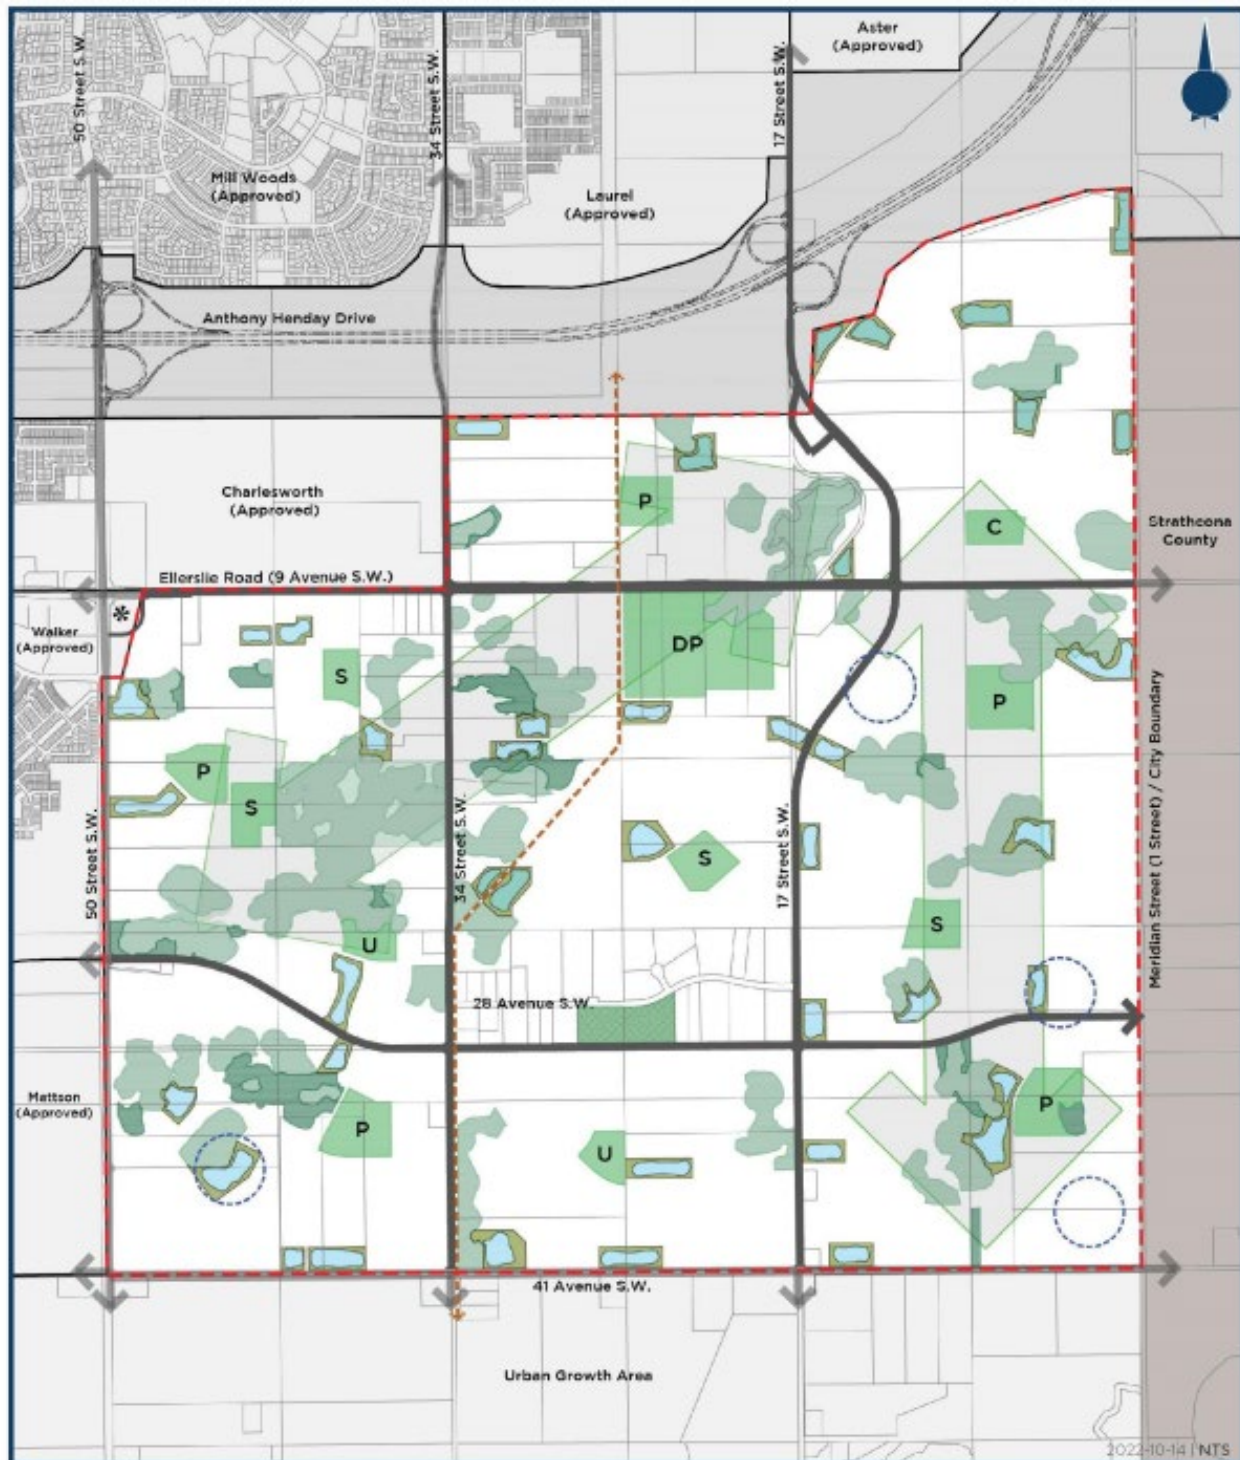 Aster
(Approved)
50 Street S.W.
34 Street S.W.
17 Street S.W.
Mill Woods
(Approved)
Laurel
(Approved)
Anthony Henday Drive
Charlesworth
(Approved)
P
C
Strathcona
County
Ellerslie Road (9 Avenue S.W.)
*
Walker
(Approved)
DP
S
P
P
S
S
50 Street S.W.
34 Street S.W.
17 Street S.W.
Meridian Street (1 Street) / City Boundary
S
U
28 Avenue S.W.
Mattson
(Approved)
P
P
U
41 Avenue S.W.
Urban Growth Area
2022-10-14 | NTS